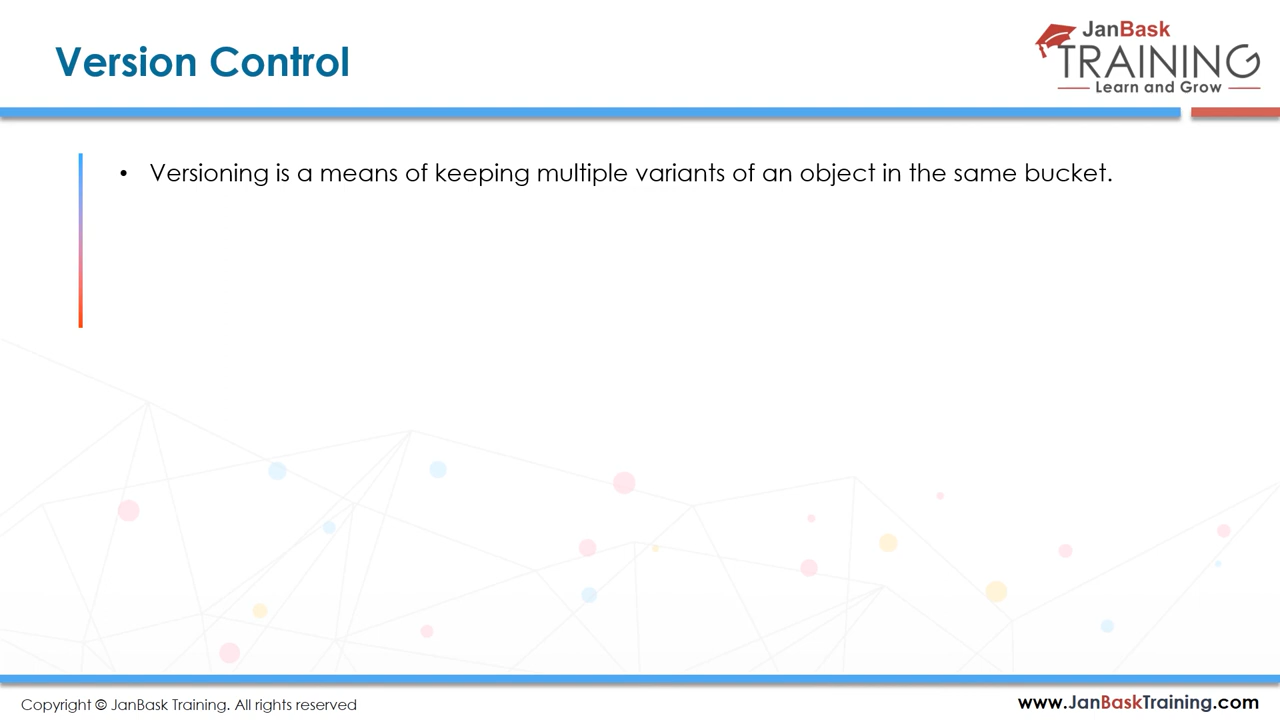 Version Control
JanBask
TRAINING
Learn and Grow
• Versioning is a means of keeping multiple variants of an object in the same bucket.
Copyright © JanBask Training. All rights reserved
www.JanBaskTraining.com